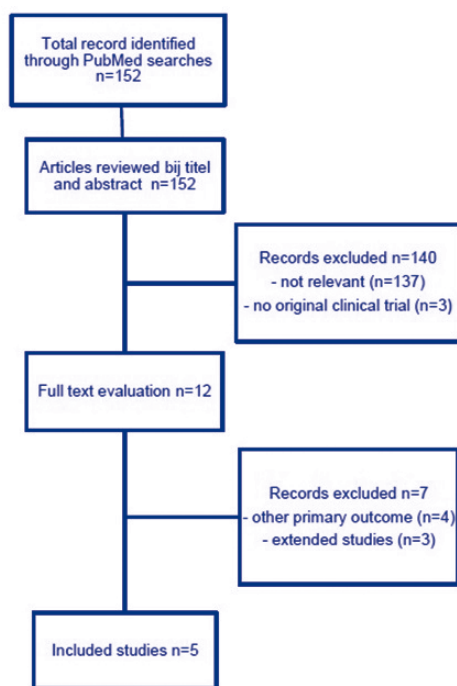 Total record identified
through PubMed searches
n=152
Articles reviewed bij titel
and abstract n=152
Records excluded n=140
- not relevant (n=137)
- no original clinical trial (n=3)
Full text evaluation n=12
Records excluded n=7
- other primary outcome (n=4)
- extended studies (n=3)
Included studies n=5